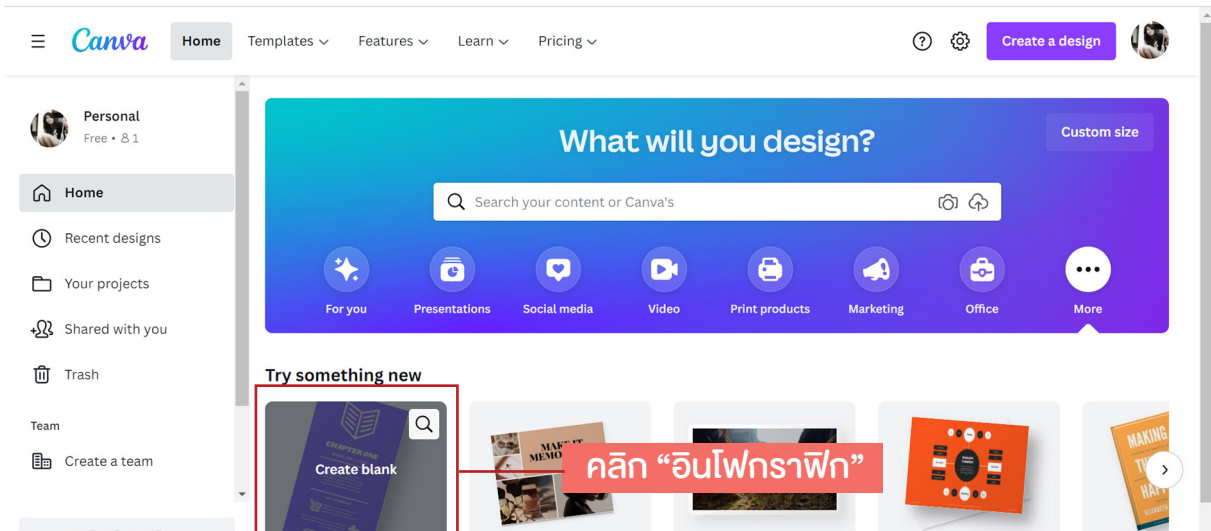 Canva
Home
Templates
Features
Learn
Pricing
Create a design
Personal
Free • 1
Home
Recent designs
Your projects
Shared with you
Trash
Team
Create a team
What will you design?
Custom size
Search your content or Canva's
For you
Presentations
Social media
Video
Print products
Marketing
Office
More
Try something new
CHAPTER ONE
Create blank
MAKE IT
คลิก “อินโฟกราฟิก”
MAKING